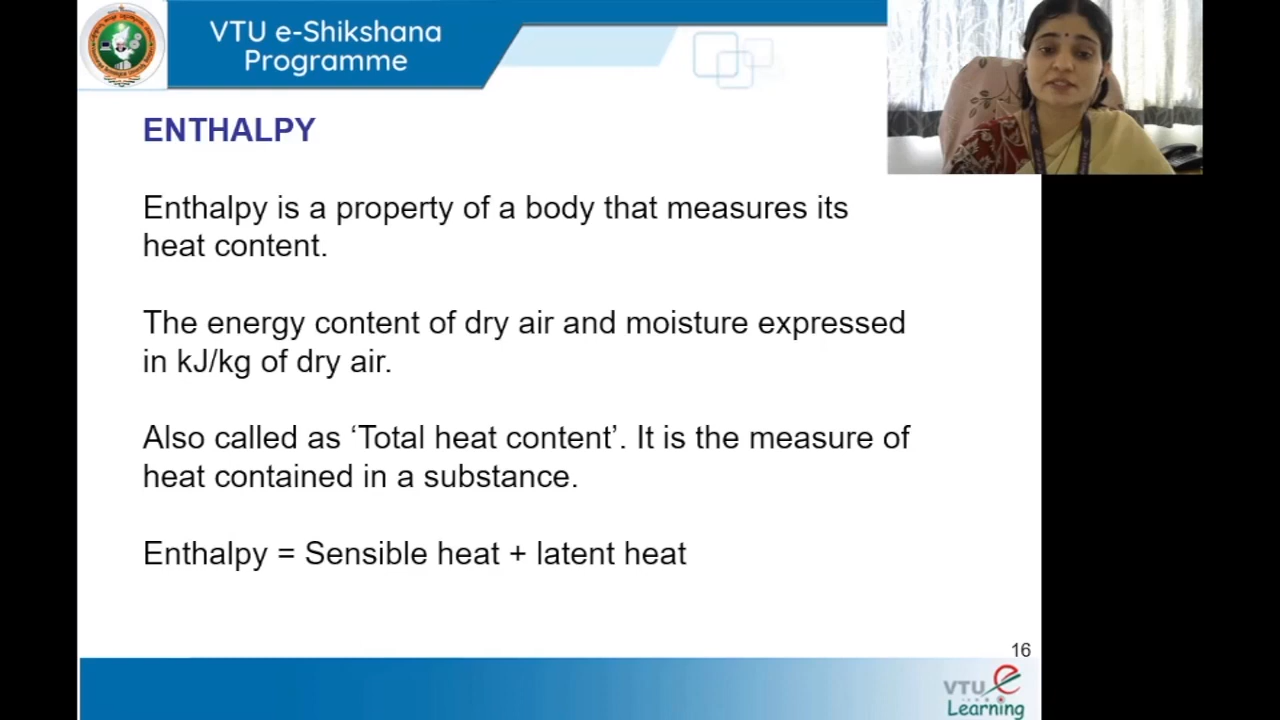 VTU e-Shikshana
Programme
ENTHALPY
Enthalpy is a property of a body that measures its
heat content.
The energy content of dry air and moisture expressed
in kJ/kg of dry air.
Also called as ‘Total heat content’. It is the measure of
heat contained in a substance.
Enthalpy = Sensible heat + latent heat
16
VTU e
Learning